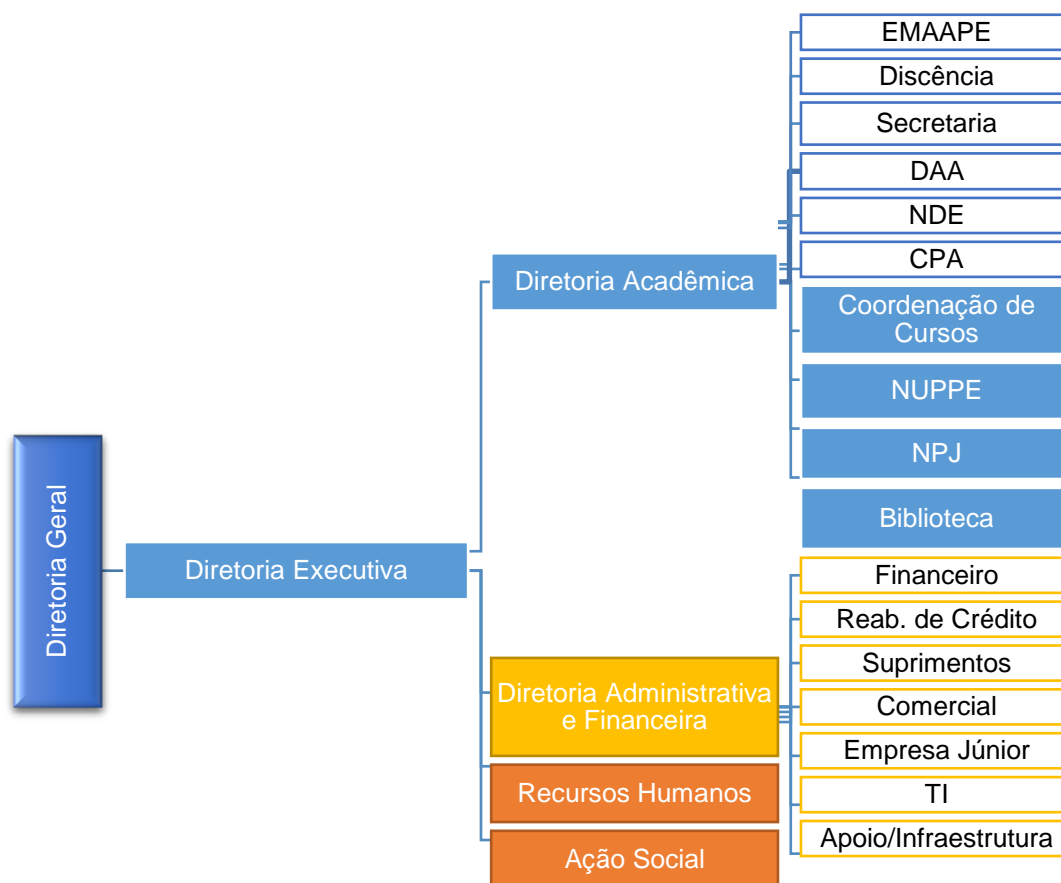 EMAAPE
Discência
Secretaria
DAA
NDE
CPA
Diretoria Acadêmica
Coordenação de
Cursos
NUPPE
NPJ
Biblioteca
Diretoria Geral
Diretoria Executiva
Financeiro
Reab. de Crédito
Suprimentos
Diretoria Administrativa
e Financeira
Comercial
Empresa Júnior
Recursos Humanos
TI
Apoio/Infraestrutura
Ação Social